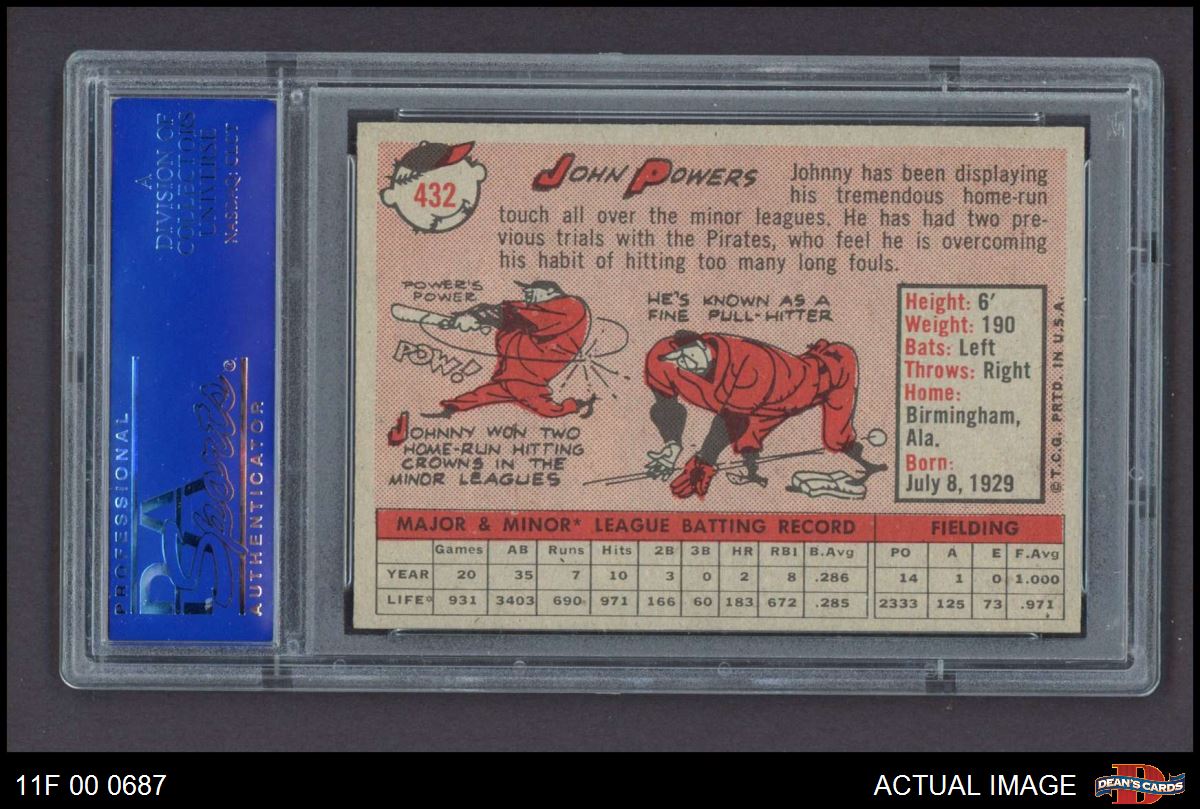 A
DIVISION OF
COLLECTORS
UNIVERSE
NASDAQ: CLCT
PROFESSIONAL
PSA
Sports
®
AUTHENTICATOR
432
JOHN POWERS
Johnny has been displaying
his tremendous home-run
touch all over the minor leagues. He has had two pre-
vious trials with the Pirates, who feel he is overcoming
his habit of hitting too many long fouls.
POWER'S
POWER
POW!
JOHNNY WON TWO
HOME-RUN HITTING
CROWNS IN THE
MINOR LEAGUES
HE'S KNOWN AS A
FINE PULL-HITTER
Height: 6'
Weight: 190
Bats: Left
Throws: Right
Home:
Birmingham,
Ala.
Born:
July 8, 1929
© T.C.G. PRTD. IN U.S.A.
MAJOR & MINOR* LEAGUE BATTING RECORD FIELDING
Games AB Runs Hits 2B 3B HR RBI B.Avg PO A E F.Avg
YEAR 20 35 7 10 3 0 2 8 .286 14 1 0 1.000
LIFE* 931 3403 690 971 166 60 183 672 .285 2333 125 73 .971
11F 00 0687
ACTUAL IMAGE
D
DEAN'S CARDS